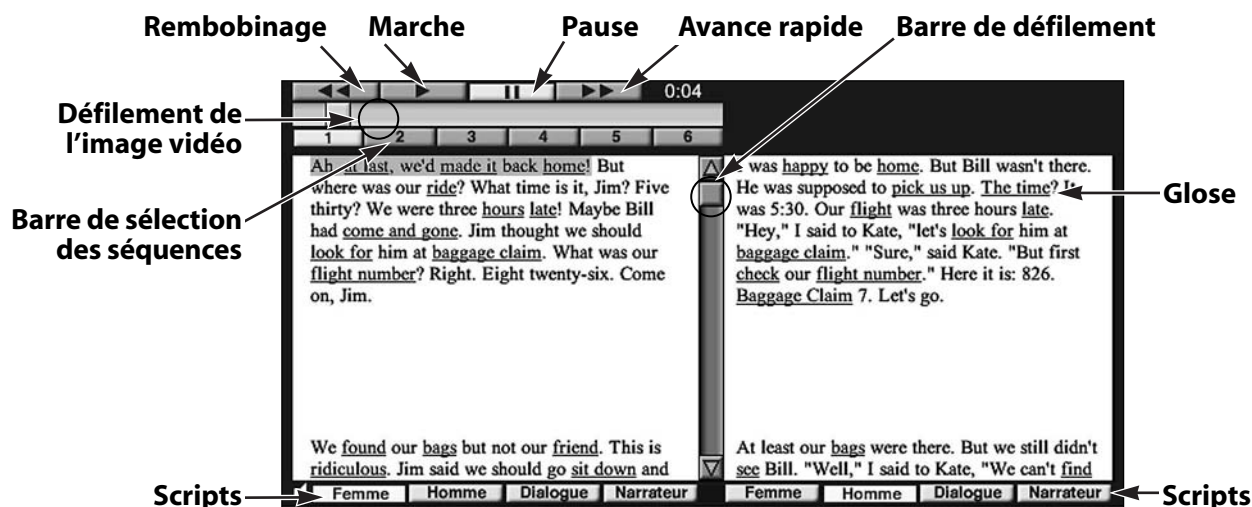 Rembobinage Marche Pause Avance rapide Barre de défilement
0:04
Défilement de
l'image vidéo
1 2 3 4 5 6
Barre de sélection
des séquences
Ah at last, we'd made it back home! But
where was our ride? What time is it, Jim? Five
thirty? We were three hours late! Maybe Bill
had come and gone. Jim thought we should
look for him at baggage claim. What was our
flight number? Right. Eight twenty-six. Come
on, Jim.
We found our bags but not our friend. This is
ridiculous. Jim said we should go sit down and
was happy to be home. But Bill wasn't there.
He was supposed to pick us up. The time? It
was 5:30. Our flight was three hours late.
"Hey," I said to Kate, "let's look for him at
baggage claim." "Sure," said Kate. "But first
check our flight number." Here it is: 826.
Baggage Claim 7. Let's go.
At least our bags were there. But we still didn't
see Bill. "Well," I said to Kate, "We can't find
Glose
Scripts
Femme Homme Dialogue Narrateur
Femme Homme Dialogue Narrateur
Scripts